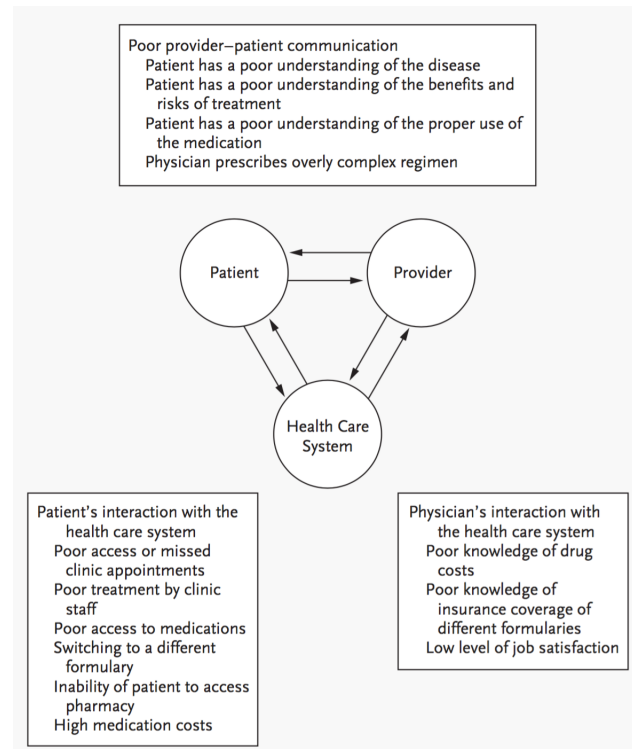 Poor provider–patient communication
Patient has a poor understanding of the disease
Patient has a poor understanding of the benefits and
risks of treatment
Patient has a poor understanding of the proper use of
the medication
Physician prescribes overly complex regimen
Patient
Provider
Health Care
System
Patient’s interaction with the
health care system
Poor access or missed
clinic appointments
Poor treatment by clinic
staff
Poor access to medications
Switching to a different
formulary
Inability of patient to access
pharmacy
High medication costs
Physician’s interaction with
the health care system
Poor knowledge of drug
costs
Poor knowledge of
insurance coverage of
different formularies
Low level of job satisfaction